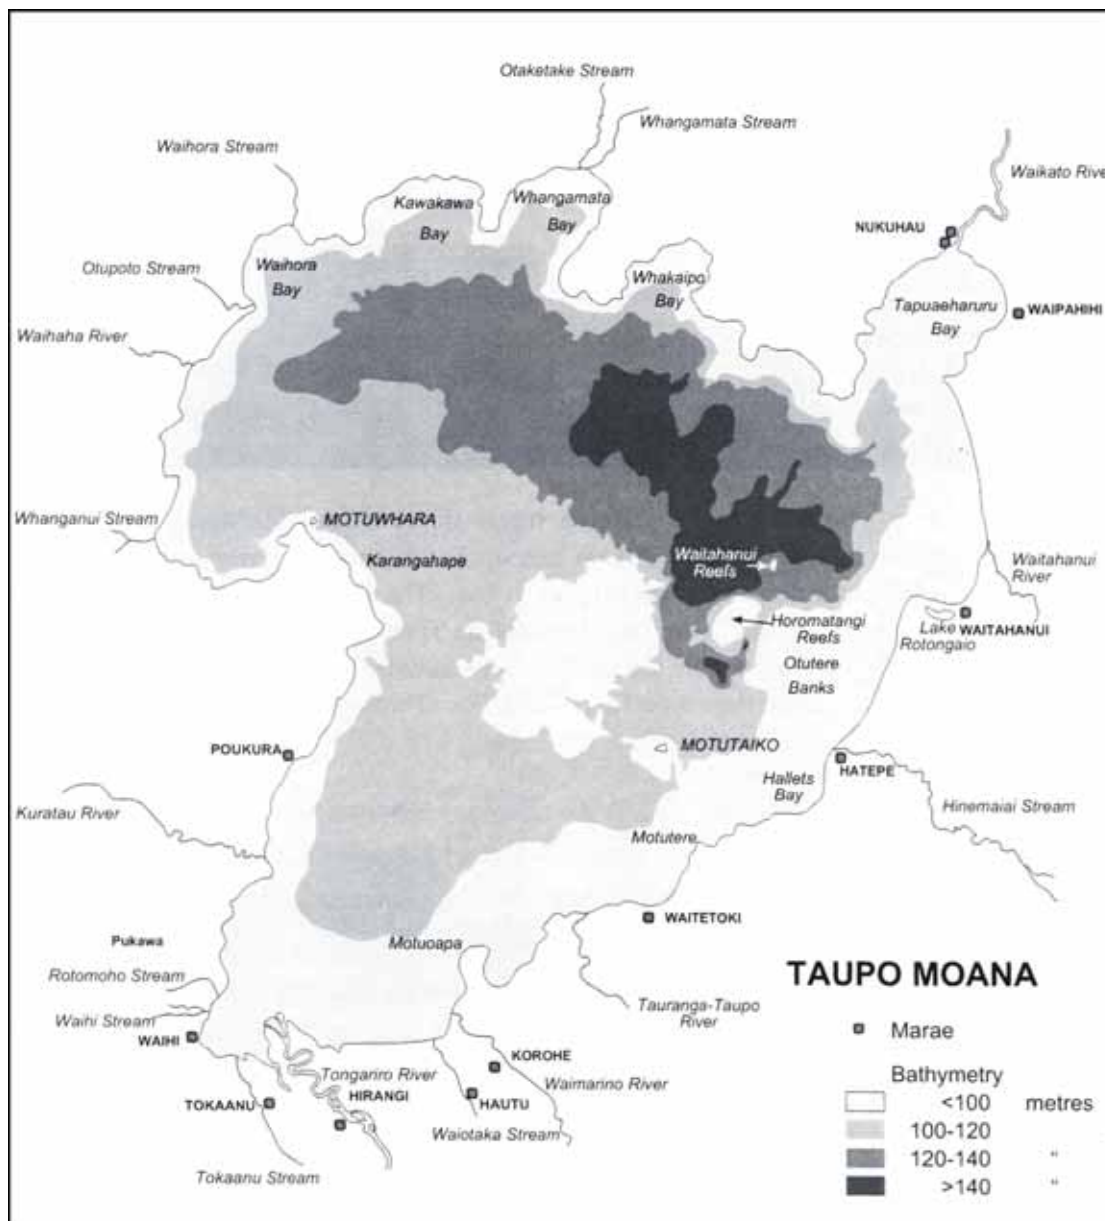 Otaketake Stream
Whangamata Stream
Waihora Stream
Waikato Rive
Kawakawa
Bay
Whangamata
Bay
NUKUHAU
Waihora
Bay
Otupoto Stream
Whakaipo
Bay
Tapuaeharuru
Bay
WAIPAHIHI
Waihaha River
Whanganui Stream
MOTUWHARA
Karangahape
Waitahanui
Reefs
Waitahanui
River
Horomatangi
Reefs
Lake
Rotongaio
WAITAHANUI
Otutere
Banks
POUKURA
MOTUTAIKO
HATEPE
Hallets
Bay
Hinemaiai Stream
Kuratau River
Motutere
WAITETOKI
Pukawa
Motuoapa
Rotomoho Stream
Tauranga-Taupo
River
Waihi Stream
WAIHI
KOROHE
Tongariro River
HIRANGI
Waimarino River
TOKAANU
HAUTU
Waiotaka Stream
Tokaanu Stream
TAUPO MOANA
Marae
Bathymetry
<100 metres
100-120
120-140 "
>140 "